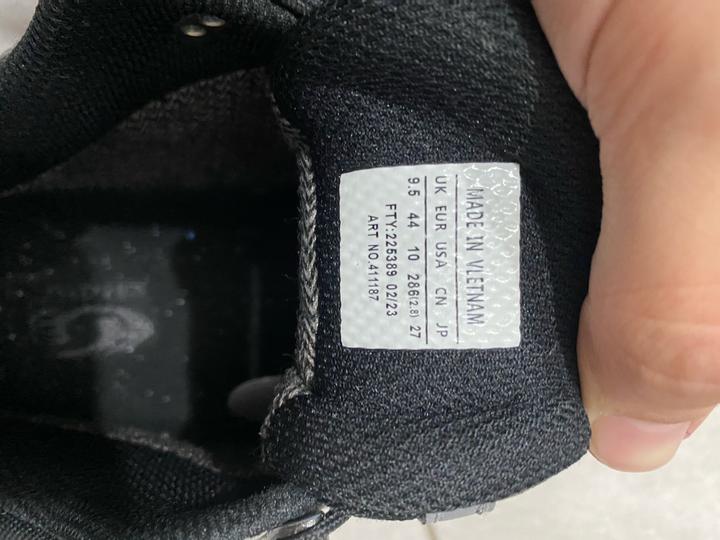 MADE IN VLETNAM
UK EUR USA CN JP
9.5 44 10 286(2.8) 27
FTY:225389 02/23
ART NO.411187